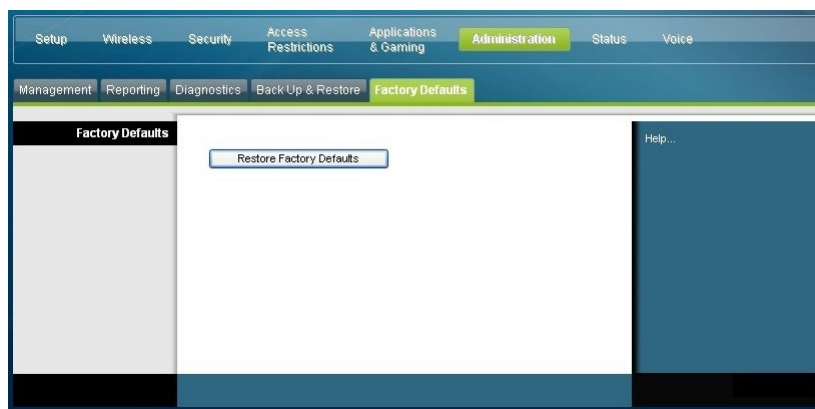 Setup Wireless Security Access Restrictions Applications & Gaming Administration Status Voice
Management Reporting Diagnostics Back Up & Restore Factory Defaults
Factory Defaults
Restore Factory Defaults
Help...